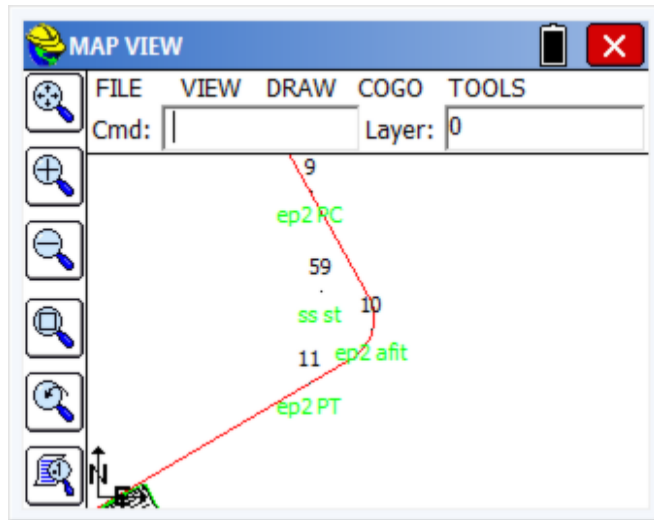 MAP VIEW
FILE VIEW DRAW COGO TOOLS
Cmd: Layer: 0
9
ep2 PC
59
ss st
10
ep2 afit
11
ep2 PT
N
E